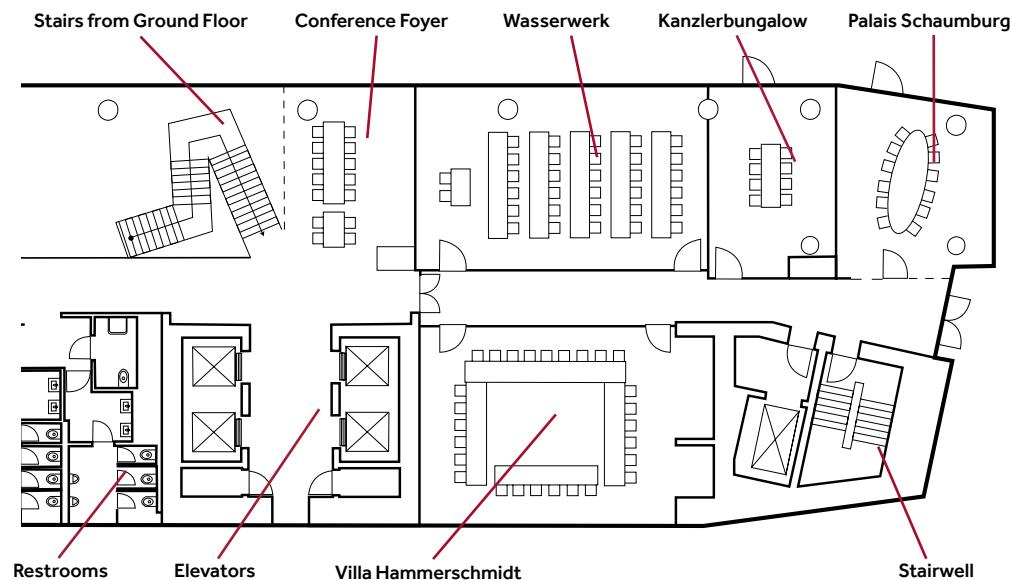 Stairs from Ground Floor
Conference Foyer
Wasserwerk
Kanzlerbungalow
Palais Schaumburg
Restrooms
Elevators
Villa Hammerschmidt
Stairwell